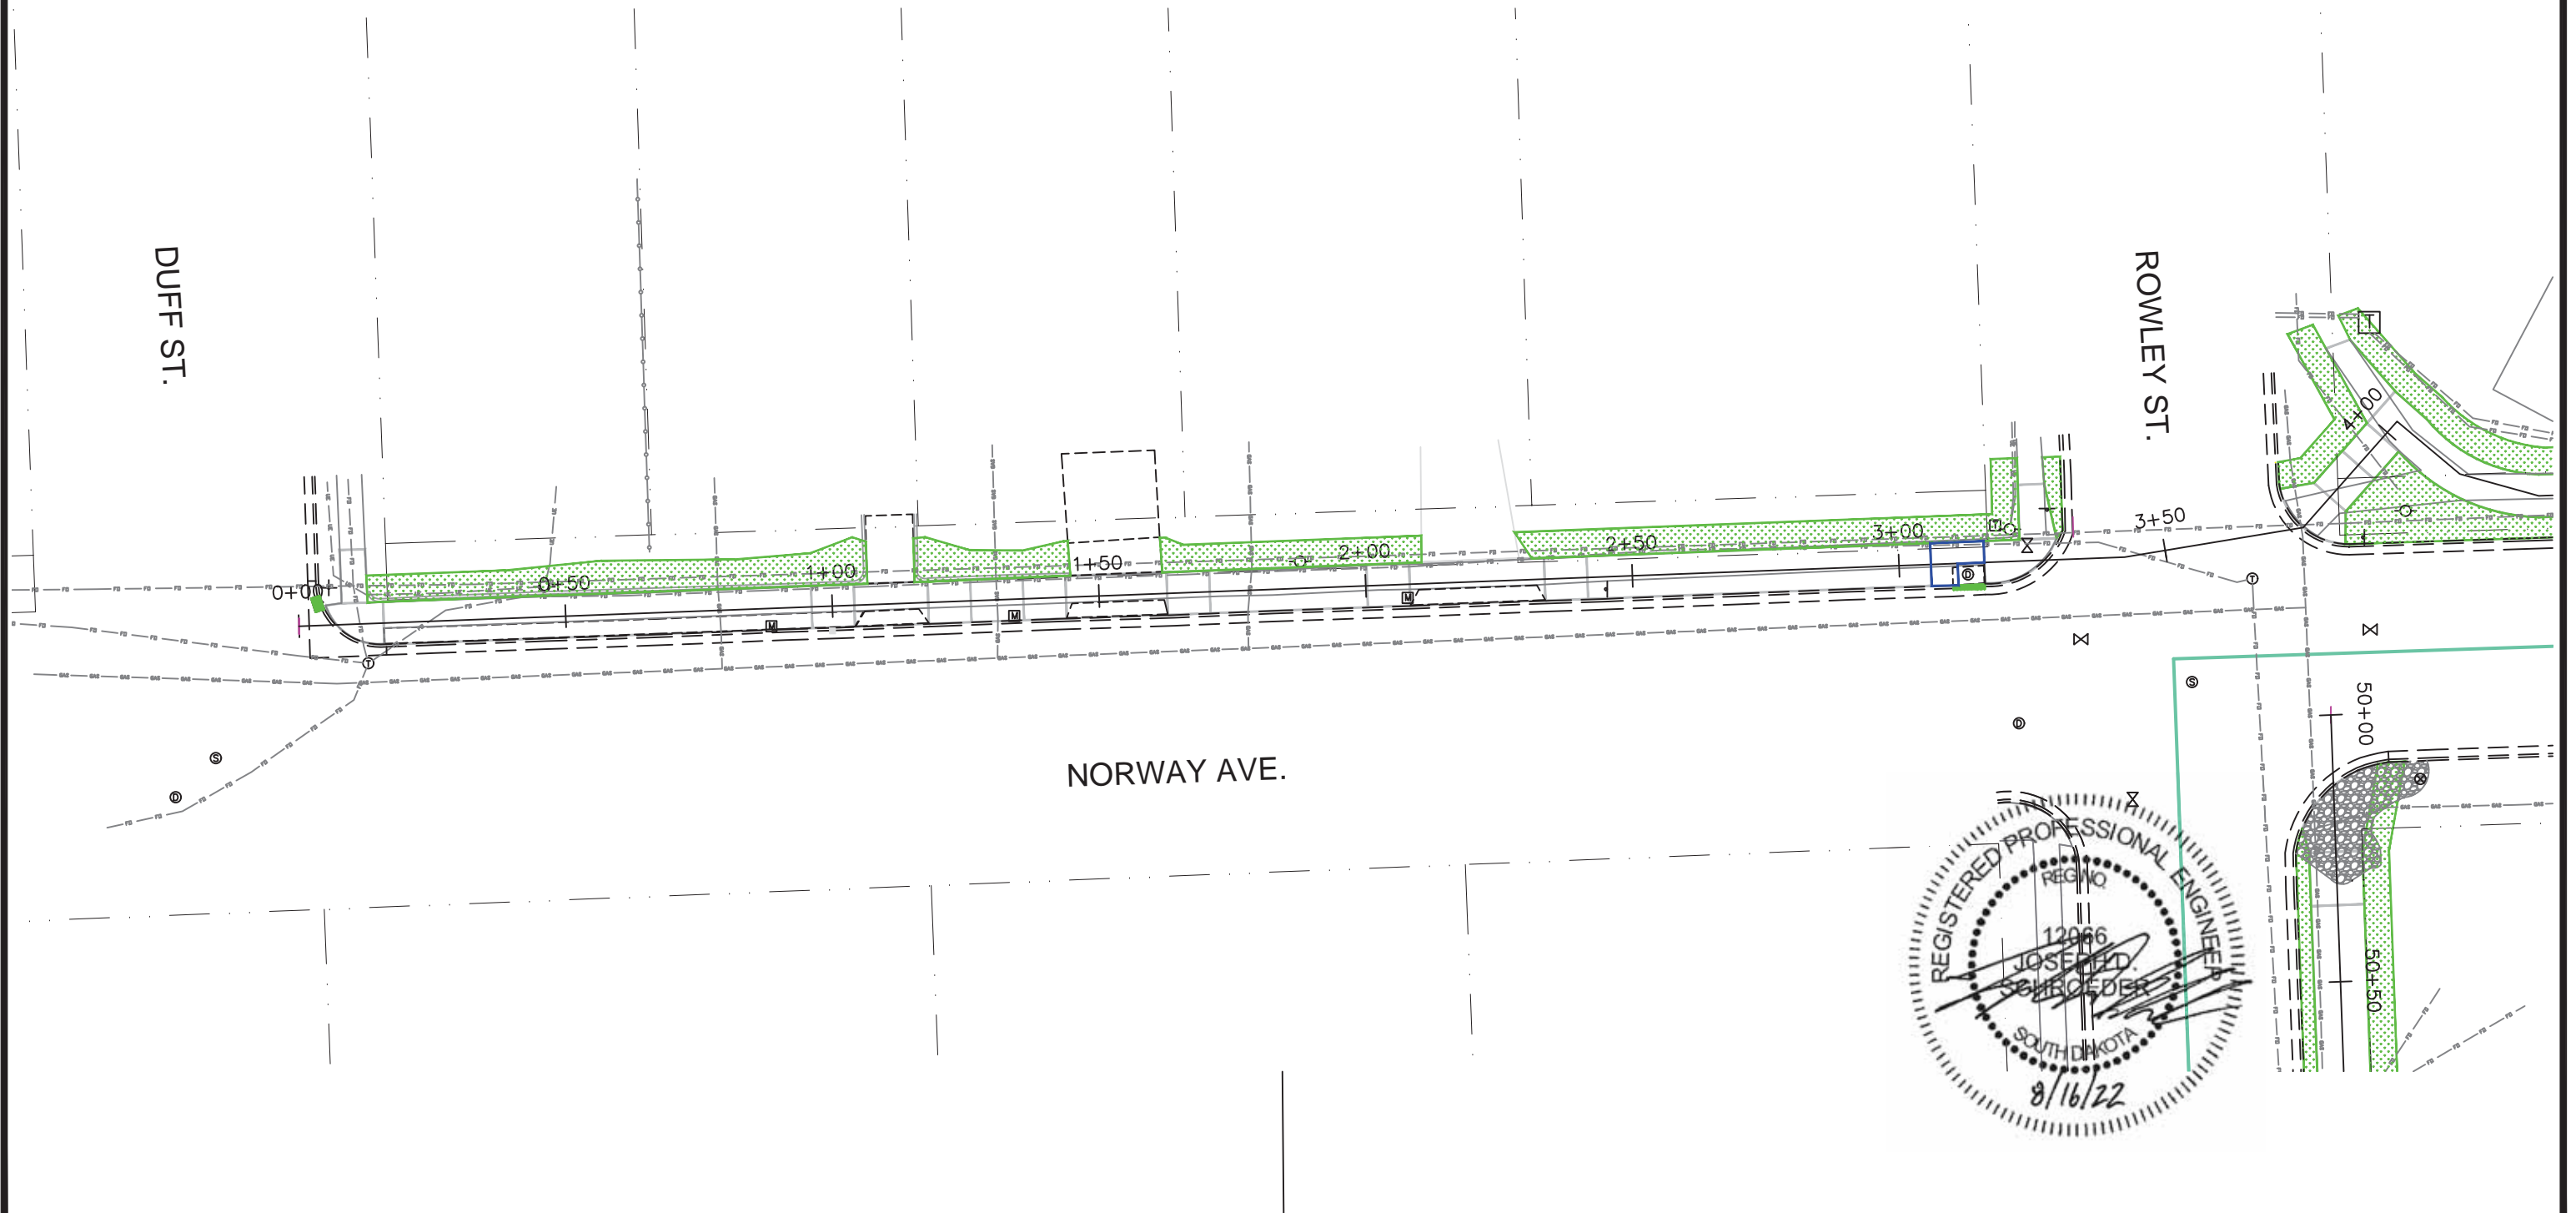 DUFF ST.
ROWLEY ST.
4+00
3+50
3+00
2+50
2+00
1+50
1+00
0+50
0+00
T
T
M
M
M
D
T
T
S
D
S
D
50+00
NORWAY AVE.
50+50
REGISTERED PROFESSIONAL ENGINEER
REG NO.
12066
JOSEPH D.
SCHROEDER
SOUTH DAKOTA
8/16/22